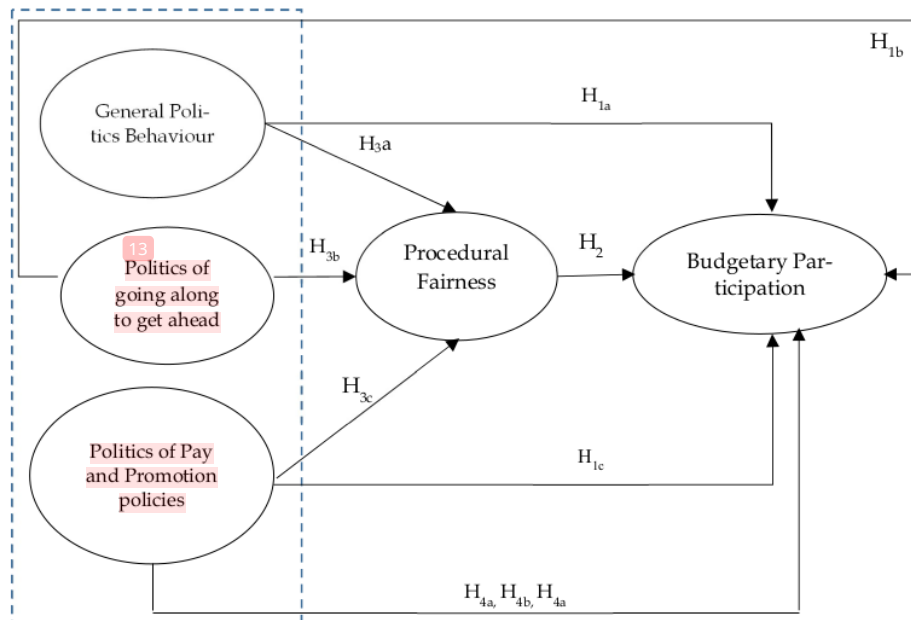 H1b
H1a
General Poli-
tics Behaviour
H3a
13
Politics of
going along
to get ahead
H3b
Procedural
Fairness
H2
Budgetary Par-
ticipation
H3c
Politics of Pay
and Promotion
policies
H1c
H4a, H4b, H4a